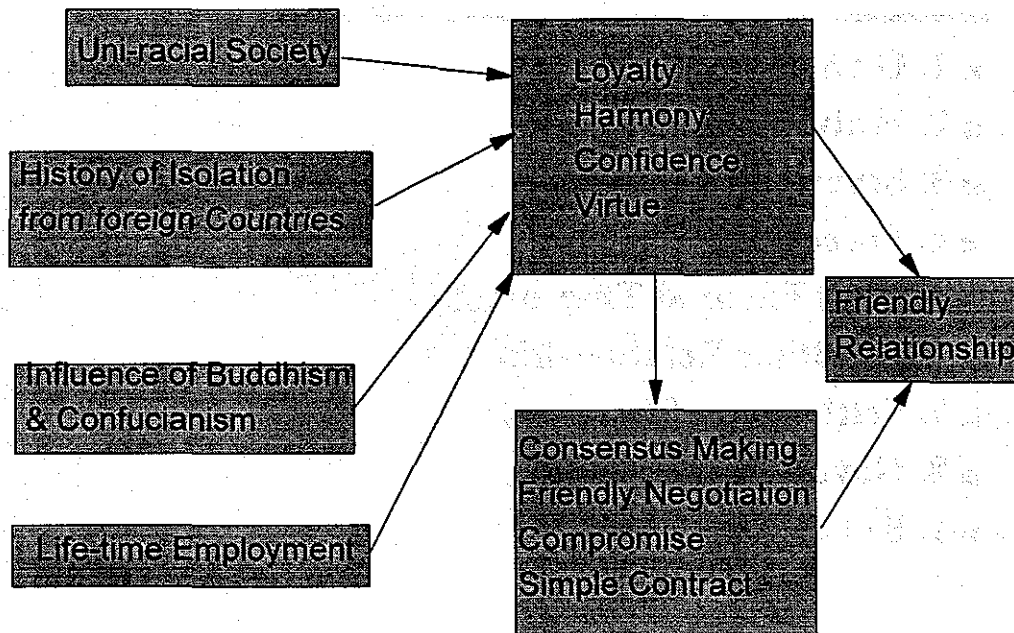 Uni-racial Society
History of Isolation
from foreign Countries
Influence of Buddhism
& Confucianism
Life-time Employment
Loyalty
Harmony
Confidence
Virtue
Consensus Making
Friendly Negotiation
Compromise
Simple Contract
Friendly
Relationship